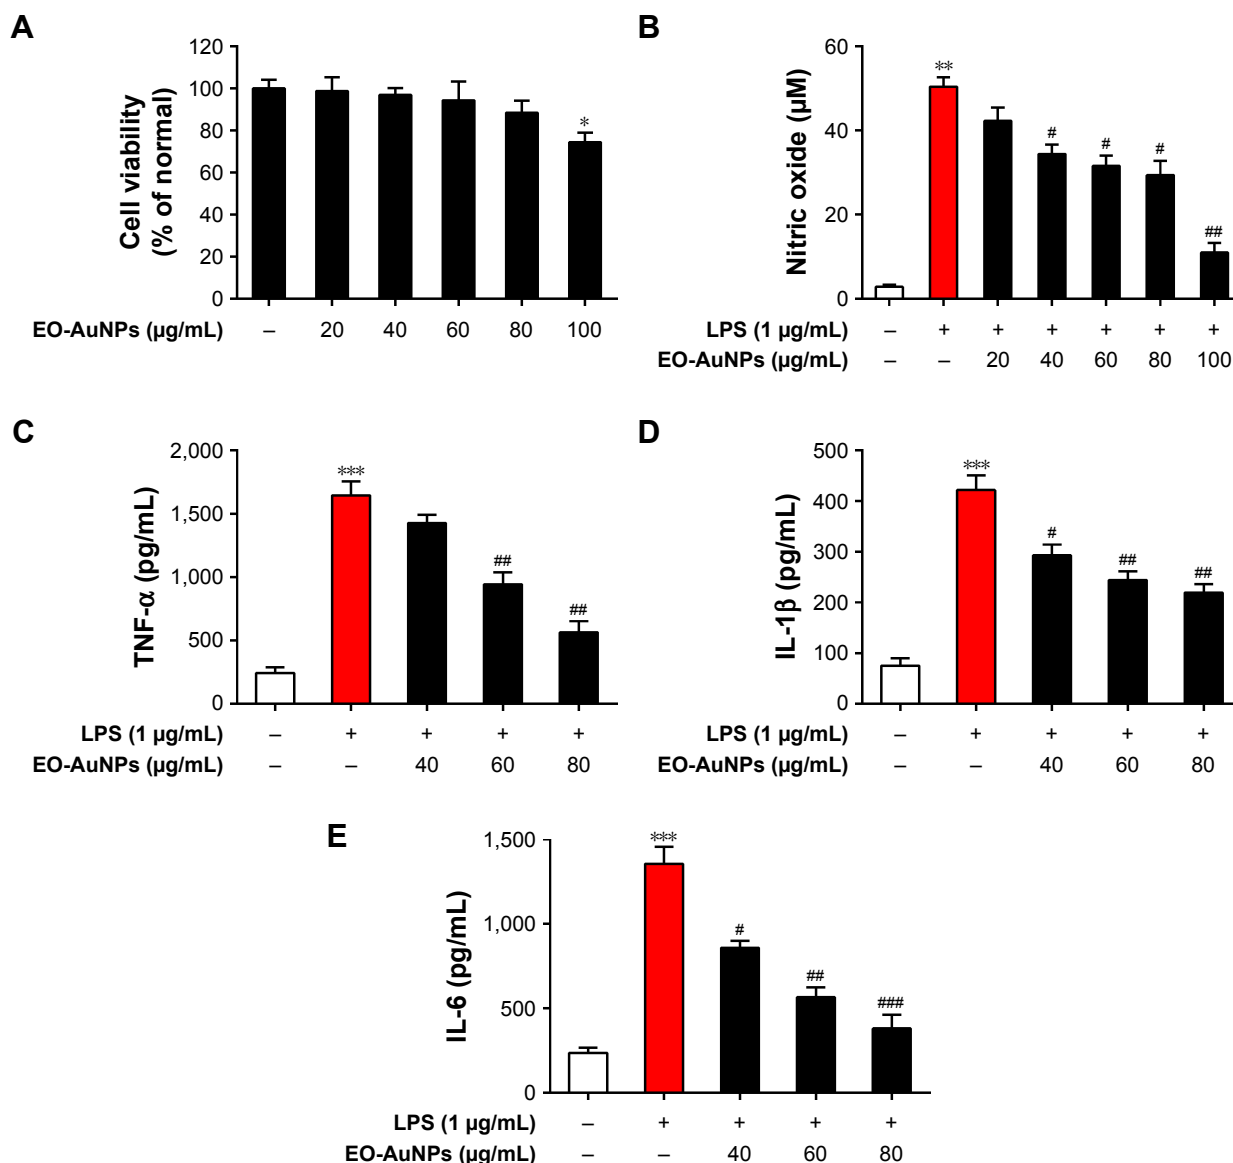 A
120
100
80
60
40
20
0
Cell viability
(% of normal)
*
EO-AuNPs (µg/mL) – 20 40 60 80 100
B
60
40
20
0
Nitric oxide (µM)
** # # # ##
LPS (1 µg/mL) – + + + + + +
EO-AuNPs (µg/mL) – – 20 40 60 80 100
C
2,000
1,500
1,000
500
0
TNF-α (pg/mL)
*** ## ##
LPS (1 µg/mL) – + + + +
EO-AuNPs (µg/mL) – – 40 60 80
D
500
400
300
200
100
0
IL-1β (pg/mL)
*** # ## ##
LPS (1 µg/mL) – + + + +
EO-AuNPs (µg/mL) – – 40 60 80
E
1,500
1,000
500
0
IL-6 (pg/mL)
*** # ## ###
LPS (1 µg/mL) – + + + +
EO-AuNPs (µg/mL) – – 40 60 80